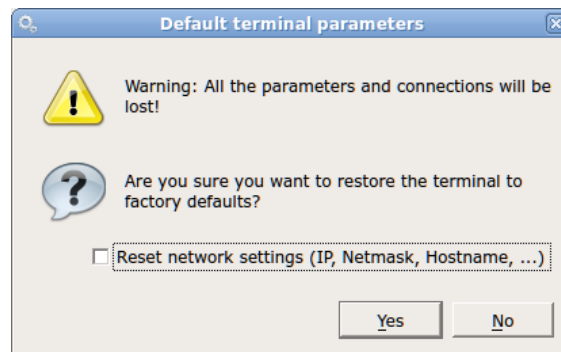 Default terminal parameters
Warning: All the parameters and connections will be
lost!
Are you sure you want to restore the terminal to
factory defaults?
Reset network settings (IP, Netmask, Hostname, ...)
Yes
No